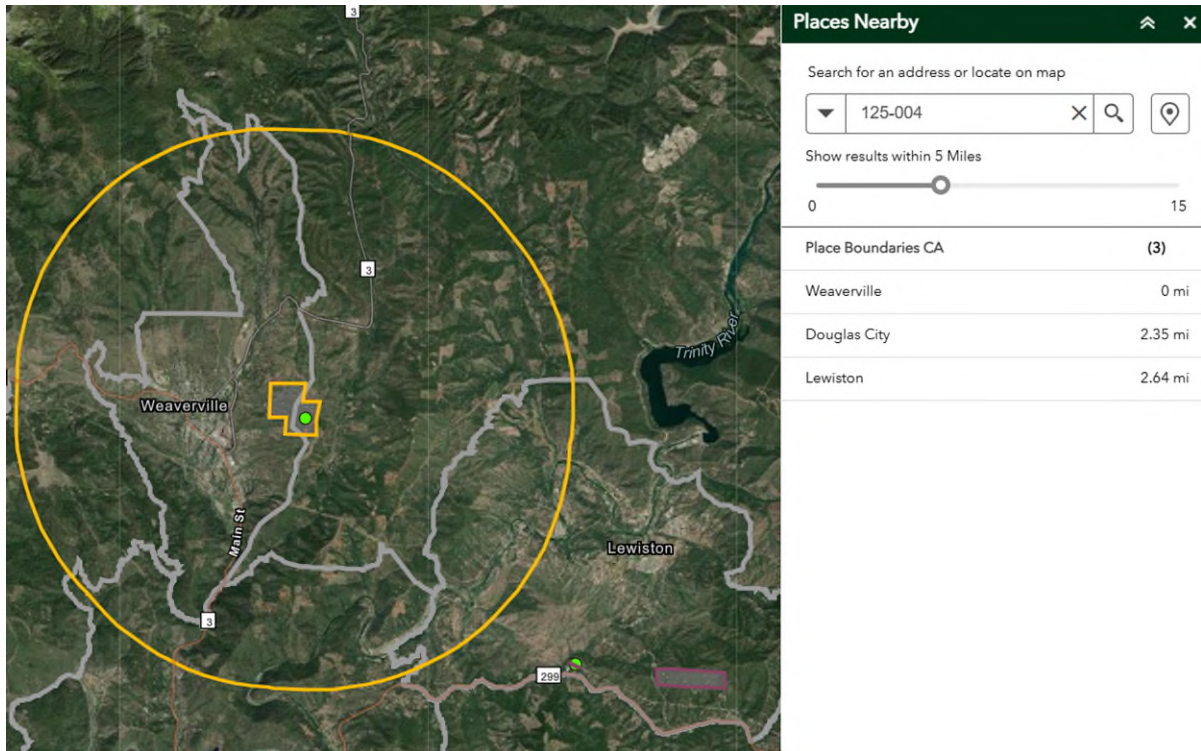 3
3
Trinity River
Weaverville
Main St
Lewiston
3
299
Places Nearby
Search for an address or locate on map
125-004
Show results within 5 Miles
0 15
Place Boundaries CA (3)
Weaverville 0 mi
Douglas City 2.35 mi
Lewiston 2.64 mi